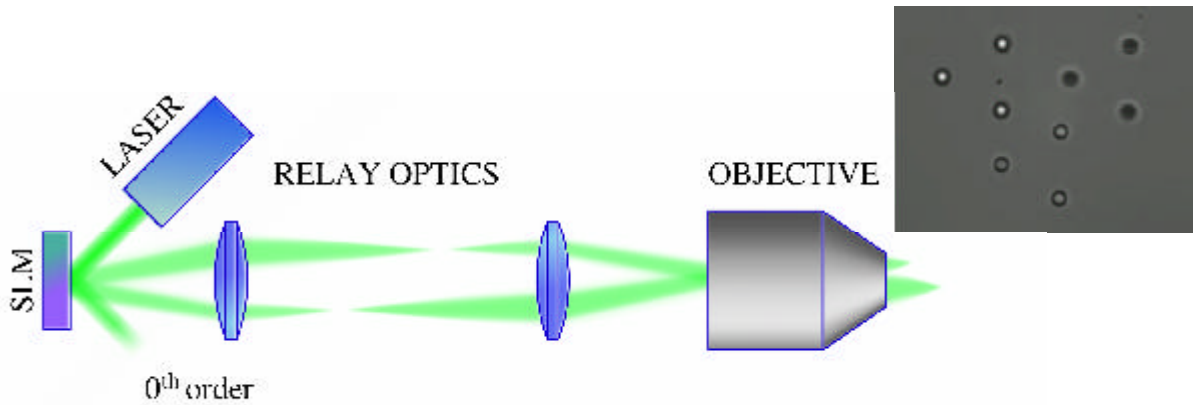 LASER
RELAY OPTICS
OBJECTIVE
SLM
0th order